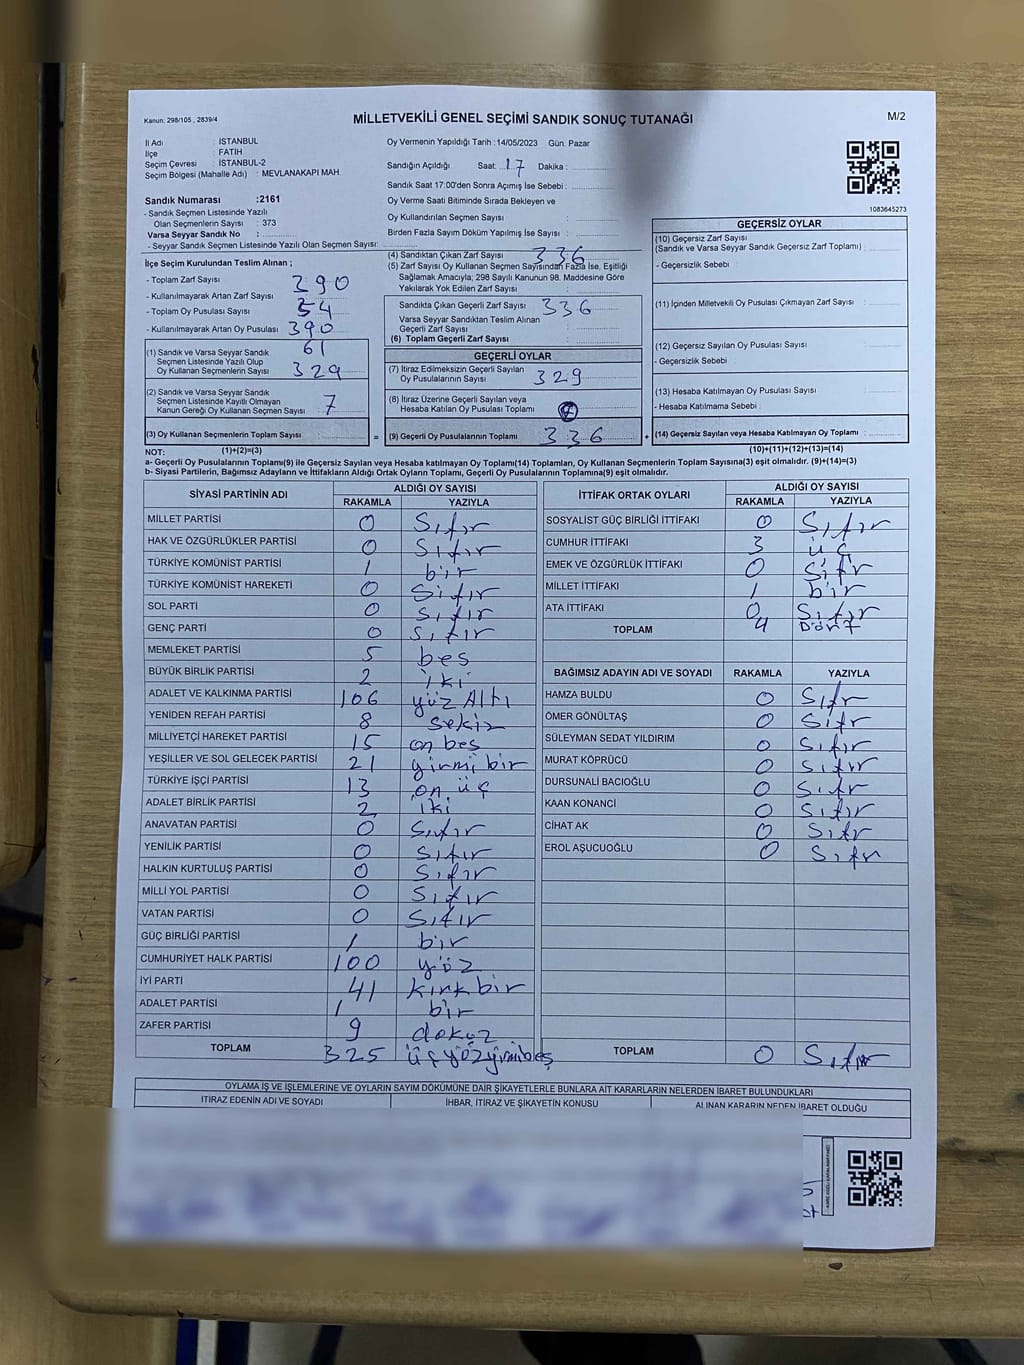 Kanun: 298/105 , 2839/4
MİLLETVEKİLİ GENEL SEÇİMİ SANDIK SONUÇ TUTANAĞI
M/2
İl Adı : İSTANBUL
İlçe : FATİH
Seçim Çevresi : İSTANBUL-2
Seçim Bölgesi (Mahalle Adı) : MEVLANAKAPI MAH.
Oy Vermenin Yapıldığı Tarih : 14/05/2023 Gün: Pazar
Sandığın Açıldığı Saat: 17 Dakika :
Sandık Saat 17:00'den Sonra Açımış İse Sebebi :
Oy Verme Saati Bitiminde Sırada Bekleyen ve
Oy Kullandırılan Seçmen Sayısı :
Birden Fazla Sayım Döküm Yapılmış İse Sayısı :
1083645273
Sandık Numarası :2161
- Sandık Seçmen Listesinde Yazılı
Olan Seçmenlerin Sayısı : 373
Varsa Seyyar Sandık No :
- Seyyar Sandık Seçmen Listesinde Yazılı Olan Seçmen Sayısı:
İlçe Seçim Kurulundan Teslim Alınan ;
- Toplam Zarf Sayısı : 390
- Kullanılmayarak Artan Zarf Sayısı : 54
- Toplam Oy Pusulası Sayısı : 390
- Kullanılmayarak Artan Oy Pusulası : 61
(1) Sandık ve Varsa Seyyar Sandık
Seçmen Listesinde Yazılı Olup
Oy Kullanan Seçmenlerin Sayısı : 329
(2) Sandık ve Varsa Seyyar Sandık
Seçmen Listesinde Kayıtlı Olmayan
Kanun Gereği Oy Kullanan Seçmen Sayısı : 7
(3) Oy Kullanan Seçmenlerin Toplam Sayısı :
(4) Sandıktan Çıkan Zarf Sayısı : 336
(5) Zarf Sayısı Oy Kullanan Seçmen Sayısından Fazla İse, Eşitliği
Sağlamak Amacıyla; 298 Sayılı Kanunun 98. Maddesine Göre
Yakılarak Yok Edilen Zarf Sayısı :
Sandıkta Çıkan Geçerli Zarf Sayısı : 336
Varsa Seyyar Sandıktan Teslim Alınan
Geçerli Zarf Sayısı :
(6) Toplam Geçerli Zarf Sayısı :
GEÇERLİ OYLAR
(7) İtiraz Edilmeksizin Geçerli Sayılan
Oy Pusulalarının Sayısı : 329
(8) İtiraz Üzerine Geçerli Sayılan veya
Hesaba Katılan Oy Pusulası Toplamı :
= (9) Geçerli Oy Pusulalarının Toplamı : 336
GEÇERSİZ OYLAR
(10) Geçersiz Zarf Sayısı
(Sandık ve Varsa Seyyar Sandık Geçersiz Zarf Toplamı) :
- Geçersizlik Sebebi :
(11) İçinden Milletvekili Oy Pusulası Çıkmayan Zarf Sayısı :
(12) Geçersiz Sayılan Oy Pusulası Sayısı :
- Geçersizlik Sebebi :
(13) Hesaba Katılmayan Oy Pusulası Sayısı :
- Hesaba Katılmama Sebebi :
+ (14) Geçersiz Sayılan veya Hesaba Katılmayan Oy Toplamı :
NOT: (1)+(2)=(3)
(10)+(11)+(12)+(13)=(14)
a- Geçerli Oy Pusulalarının Toplamı(9) ile Geçersiz Sayılan veya Hesaba katılmayan Oy Toplamı(14) Toplamları, Oy Kullanan Seçmenlerin Toplam Sayısına(3) eşit olmalıdır. (9)+(14)=(3)
b- Siyasi Partilerin, Bağımsız Adayların ve İttifakların Aldığı Ortak Oyların Toplamı, Geçerli Oy Pusulalarının Toplamına(9) eşit olmalıdır.
SİYASİ PARTİNİN ADI ALDIĞI OY SAYISI
RAKAMLA YAZIYLA
MİLLET PARTİSİ 0 Sıfır
HAK VE ÖZGÜRLÜKLER PARTİSİ 0 Sıfır
TÜRKİYE KOMÜNİST PARTİSİ 1 bir
TÜRKİYE KOMÜNİST HAREKETİ 0 Sıfır
SOL PARTİ 0 Sıfır
GENÇ PARTİ 0 Sıfır
MEMLEKET PARTİSİ 5 beş
BÜYÜK BİRLİK PARTİSİ 2 iki
ADALET VE KALKINMA PARTİSİ 106 yüz Altı
YENİDEN REFAH PARTİSİ 8 sekiz
MİLLİYETÇİ HAREKET PARTİSİ 15 on beş
YEŞİLLER VE SOL GELECEK PARTİSİ 21 yirmi bir
TÜRKİYE İŞÇİ PARTİSİ 13 on üç
ADALET BİRLİK PARTİSİ 2 iki
ANAVATAN PARTİSİ 0 Sıfır
YENİLİK PARTİSİ 0 Sıfır
HALKIN KURTULUŞ PARTİSİ 0 Sıfır
MİLLİ YOL PARTİSİ 0 Sıfır
VATAN PARTİSİ 0 Sıfır
GÜÇ BİRLİĞİ PARTİSİ 1 bir
CUMHURİYET HALK PARTİSİ 100 yüz
İYİ PARTİ 41 kırk bir
ADALET PARTİSİ 1 bir
ZAFER PARTİSİ 9 dokuz
TOPLAM 325 üçyüzyirmibeş
İTTİFAK ORTAK OYLARI ALDIĞI OY SAYISI
RAKAMLA YAZIYLA
SOSYALİST GÜÇ BİRLİĞİ İTTİFAKI 0 Sıfır
CUMHUR İTTİFAKI 3 üç
EMEK VE ÖZGÜRLÜK İTTİFAKI 0 Sıfır
MİLLET İTTİFAKI 1 bir
ATA İTTİFAKI 0 Sıfır
TOPLAM 4 Dört
BAĞIMSIZ ADAYIN ADI VE SOYADI RAKAMLA YAZIYLA
HAMZA BULDU 0 Sıfır
ÖMER GÖNÜLTAŞ 0 Sıfır
SÜLEYMAN SEDAT YILDIRIM 0 Sıfır
MURAT KÖPRÜCÜ 0 Sıfır
DURSUNALİ BACIOĞLU 0 Sıfır
KAAN KONANCİ 0 Sıfır
CİHAT AK 0 Sıfır
EROL AŞUCUOĞLU 0 Sıfır
TOPLAM 0 Sıfır
OYLAMA İŞ VE İŞLEMLERİNE VE OYLARIN SAYIM DÖKÜMÜNE DAİR ŞİKAYETLERLE BUNLARA AİT KARARLARIN NELERDEN İBARET BULUNDUKLARI
İTİRAZ EDENİN ADI VE SOYADI İHBAR, İTİRAZ VE ŞİKAYETİN KONUSU ALINAN KARARIN NEDEN İBARET OLDUĞU